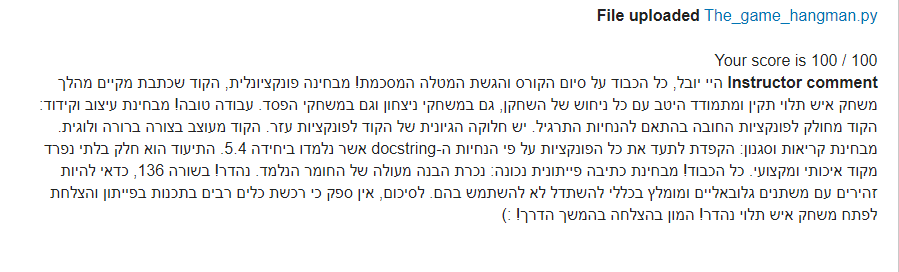 File uploaded The_game_hangman.py
Your score is 100 / 100
Instructor comment היי יובל, כל הכבוד על סיום הקורס והגשת המטלה המסכמת! מבחינה פונקציונלית, הקוד שכתבת מקיים מהלך
משחק איש תלוי תקין ומתמודד היטב עם כל ניחוש של השחקן, גם במשחקי ניצחון וגם במשחקי הפסד. עבודה טובה! מבחינת עיצוב וקידוד:
הקוד מחולק לפונקציות החובה בהתאם להנחיות התרגיל. יש חלוקה הגיונית של הקוד לפונקציות עזר. הקוד מעוצב בצורה ברורה ולוגית.
מבחינת קריאות וסגנון: הקפדת לתעד את כל הפונקציות על פי הנחיות ה-docstring אשר נלמדו ביחידה 5.4. התיעוד הוא חלק בלתי נפרד
מקוד איכותי ומקצועי. כל הכבוד! מבחינת כתיבה פייתונית נכונה: נכרת הבנה מעולה של החומר הנלמד. נהדר! בשורה 136, כדאי להיות
זהירים עם משתנים גלובאליים ומומלץ בכללי להשתדל לא להשתמש בהם. לסיכום, אין ספק כי רכשת כלים רבים בתכנות בפייתון והצלחת
לפתח משחק איש תלוי נהדר! המון בהצלחה בהמשך הדרך! :)